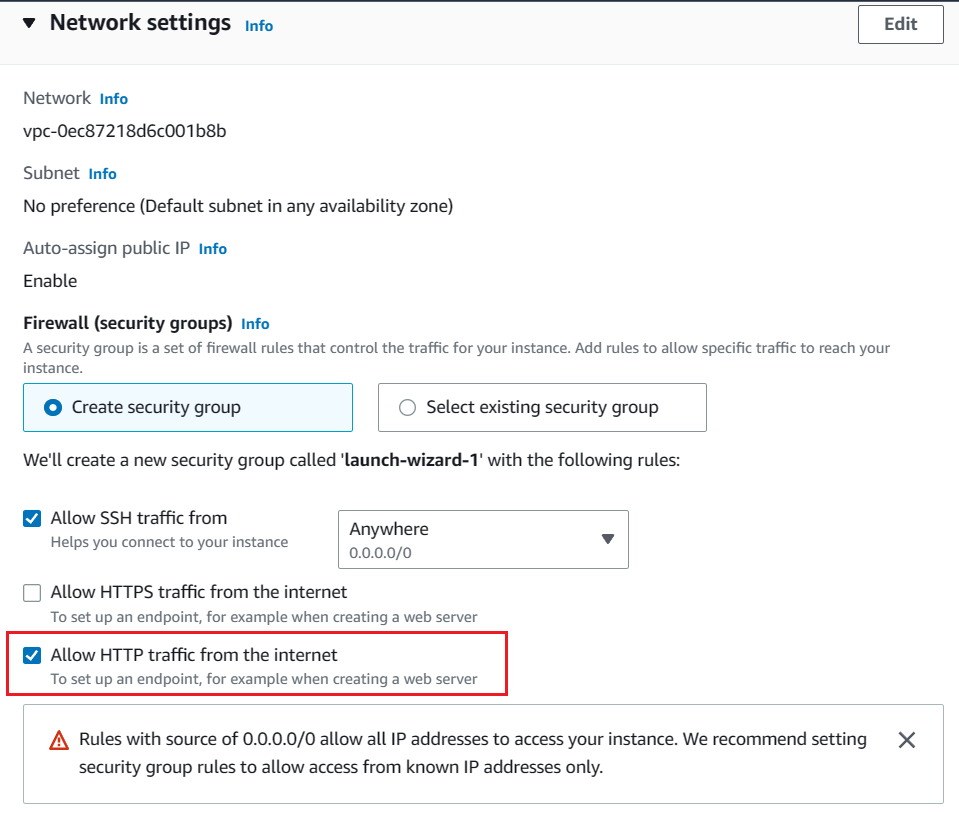 Network settings Info
Edit
Network Info
vpc-0ec87218d6c001b8b
Subnet Info
No preference (Default subnet in any availability zone)
Auto-assign public IP Info
Enable
Firewall (security groups) Info
A security group is a set of firewall rules that control the traffic for your instance. Add rules to allow specific traffic to reach your
instance.
Create security group
Select existing security group
We'll create a new security group called 'launch-wizard-1' with the following rules:
Allow SSH traffic from
Helps you connect to your instance
Anywhere
0.0.0.0/0
Allow HTTPS traffic from the internet
To set up an endpoint, for example when creating a web server
Allow HTTP traffic from the internet
To set up an endpoint, for example when creating a web server
Rules with source of 0.0.0.0/0 allow all IP addresses to access your instance. We recommend setting
security group rules to allow access from known IP addresses only.